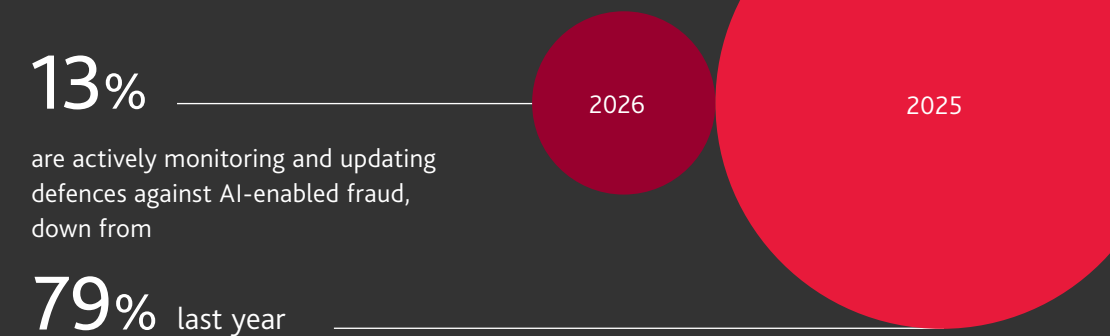 13%
2026
2025
are actively monitoring and updating
defences against AI-enabled fraud,
down from
79% last year